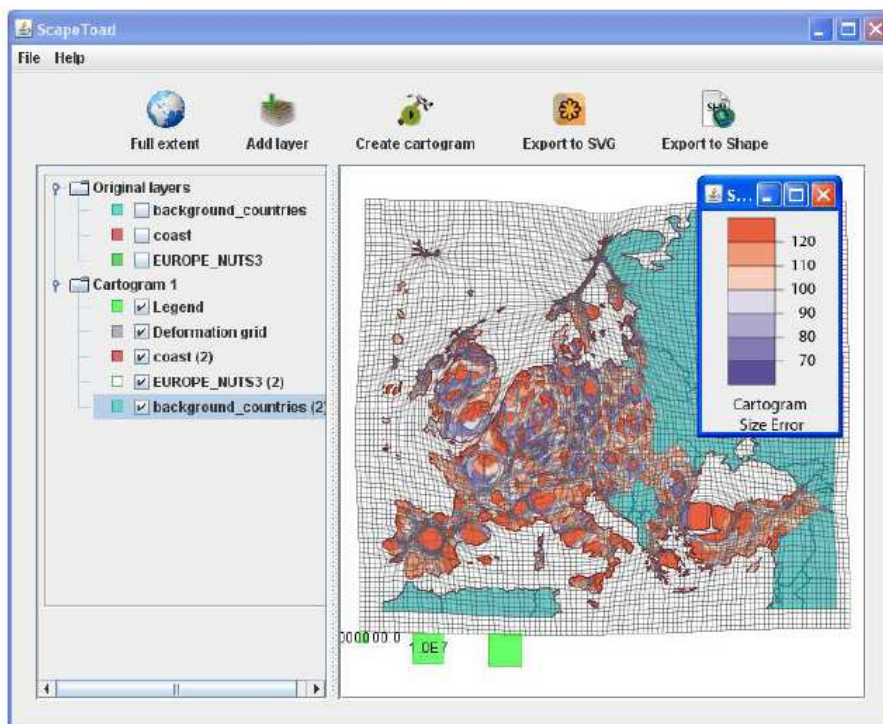 ScapeToad
File Help
Full extent Add layer Create cartogram Export to SVG Export to Shape
Original layers
background_countries
coast
EUROPE_NUTS3
Cartogram 1
Legend
Deformation grid
coast (2)
EUROPE_NUTS3 (2)
background_countries (2)
S...
120
110
100
90
80
70
Cartogram
Size Error
1.0E7